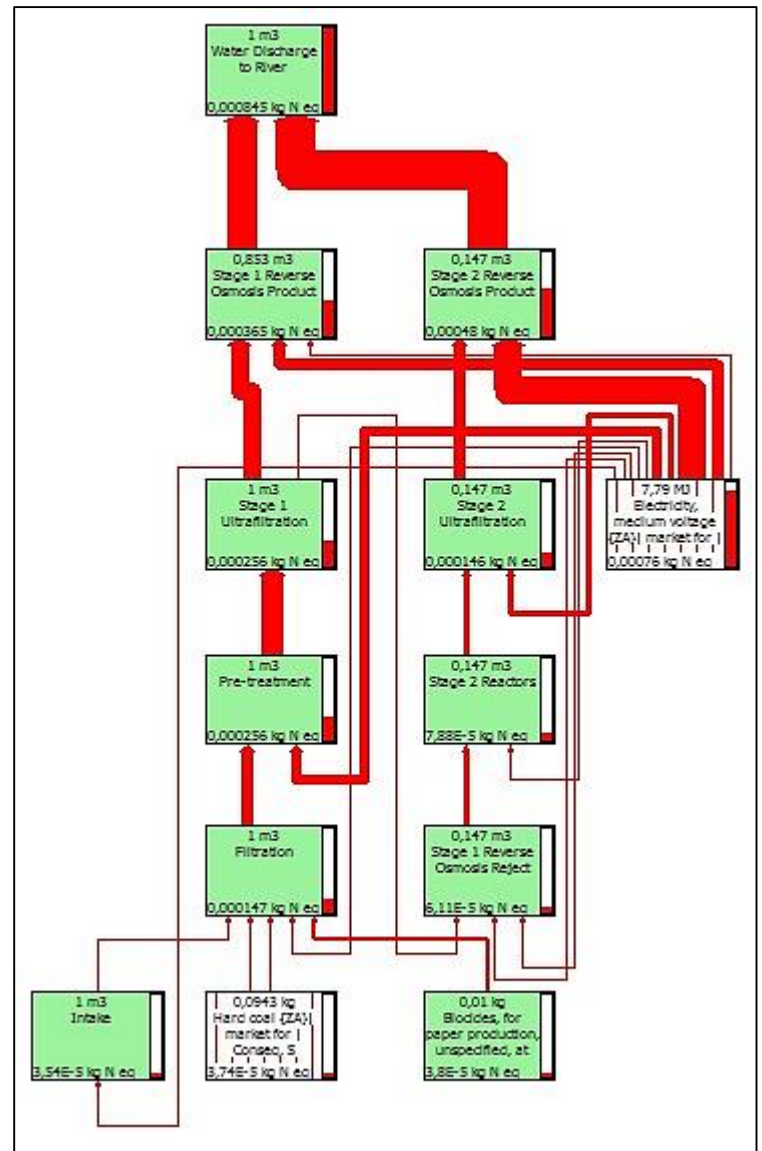 1 m3
Water Discharge
to River
0,000845 kg N eq
0,853 m3
Stage 1 Reverse
Osmosis Product
0,000365 kg N eq
0,147 m3
Stage 2 Reverse
Osmosis Product
0,00048 kg N eq
1 m3
Stage 1
Ultrafiltration
0,000256 kg N eq
0,147 m3
Stage 2
Ultrafiltration
0,000146 kg N eq
7,79 MJ
Electricity,
medium voltage
{ZA}| market for |
0,00076 kg N eq
1 m3
Pre-treatment
0,000256 kg N eq
0,147 m3
Stage 2 Reactors
7,88E-5 kg N eq
1 m3
Filtration
0,000147 kg N eq
0,147 m3
Stage 1 Reverse
Osmosis Reject
6,11E-5 kg N eq
1 m3
Intake
3,54E-5 kg N eq
0,0943 kg
Hard coal {ZA}|
market for |
Conseq, S
3,74E-5 kg N eq
0,01 kg
Biocides, for
paper production,
unspecified, at
3,8E-5 kg N eq